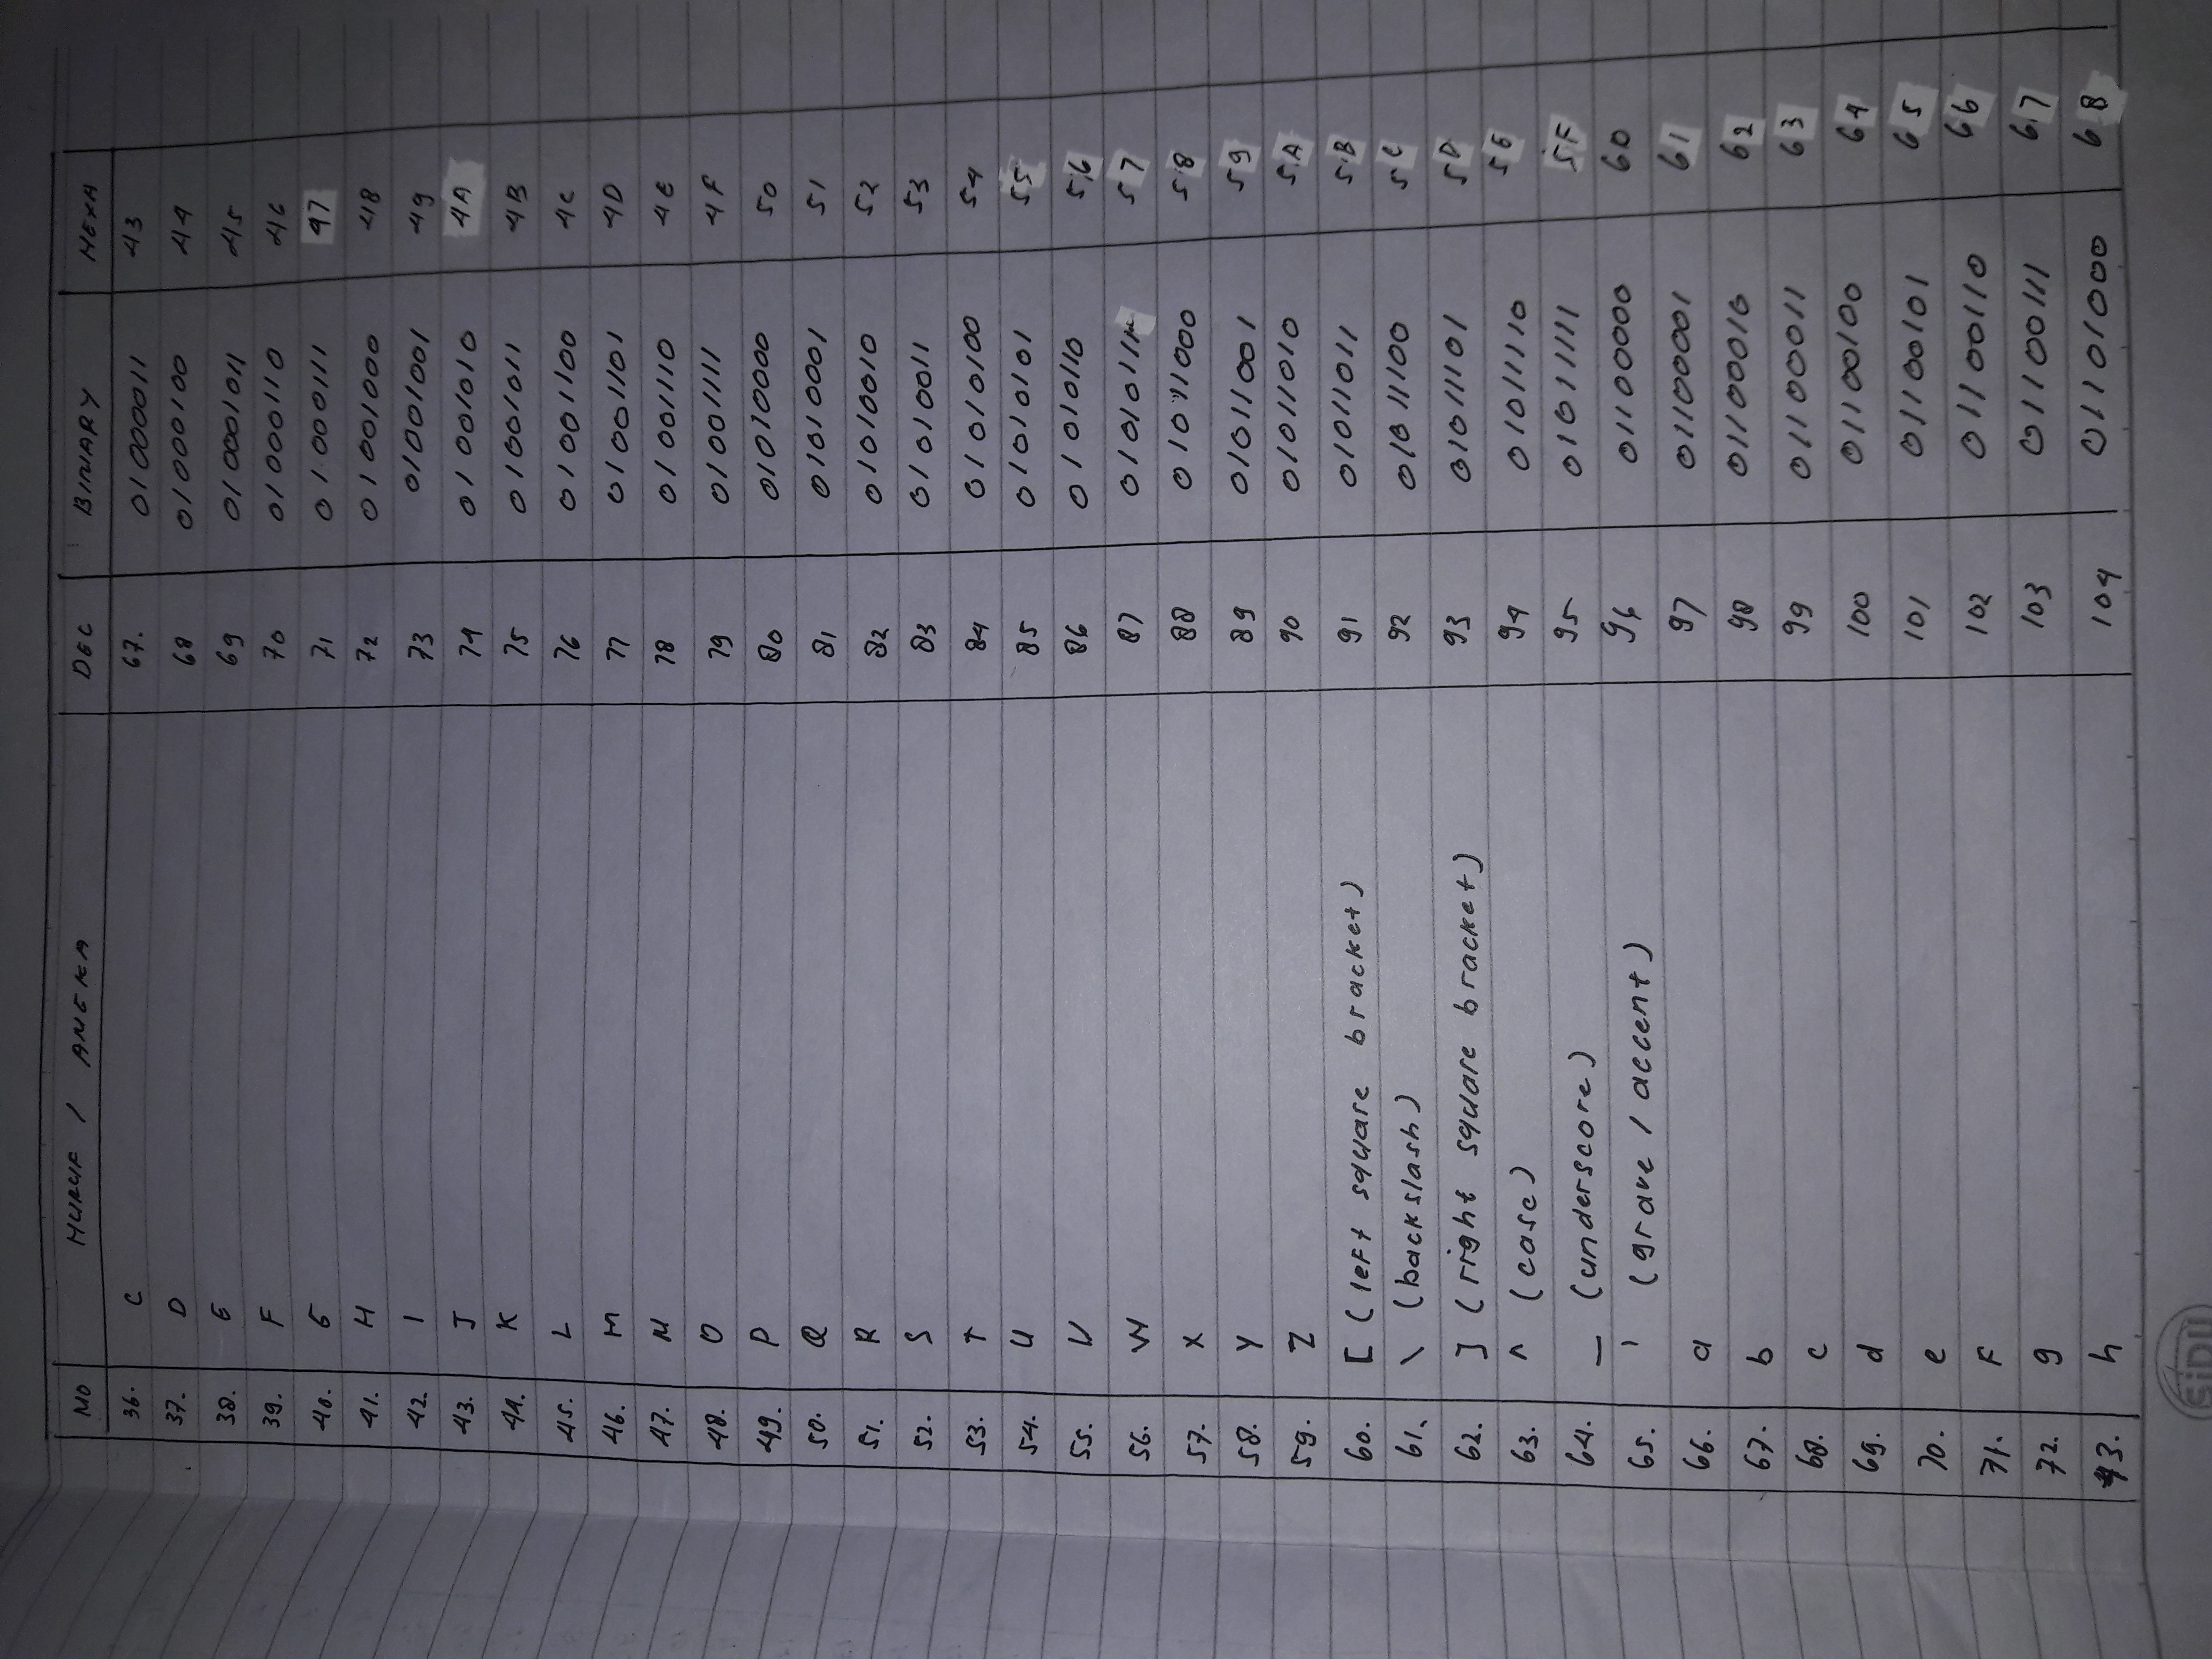 NO HURUF / ANGKA DEC BINARY HEXA
36. C 67. 01000011 43
37. D 68 01000100 44
38. E 69 010001011 45
39. F 70 01000110 46
40. G 71 01000111 47
41. H 72 01001000 48
42. I 73 01001001 49
43. J 74 01001010 4A
44. K 75 01001011 4B
45. L 76 01001100 4C
46. M 77 01001101 4D
47. N 78 01001110 4E
48. O 79 01001111 4F
49. P 80 01010000 50
50. Q 81 01010001 51
51. R 82 01010010 52
52. S 83 01010011 53
53. T 84 01010100 54
54. U 85 01010101 55
55. V 86 01010110 56
56. W 87 01010111 57
57. X 88 01011000 58
58. Y 89 01011001 59
59. Z 90 01011010 5A
60. [ (left square bracket) 91 01011011 5B
61. \ (backslash) 92 01011100 5C
62. ] (right square bracket) 93 01011101 5D
63. ^ (case) 94 01011110 5E
64. _ (underscore) 95 01011111 5F
65. ' (grave / accent) 96 01100000 60
66. a 97 01100001 61
67. b 98 01100010 62
68. c 99 01100011 63
69. d 100 01100100 64
70. e 101 01100101 65
71. F 102 01100110 66
72. g 103 01100111 67
73. h 104 01101000 68
SiDU